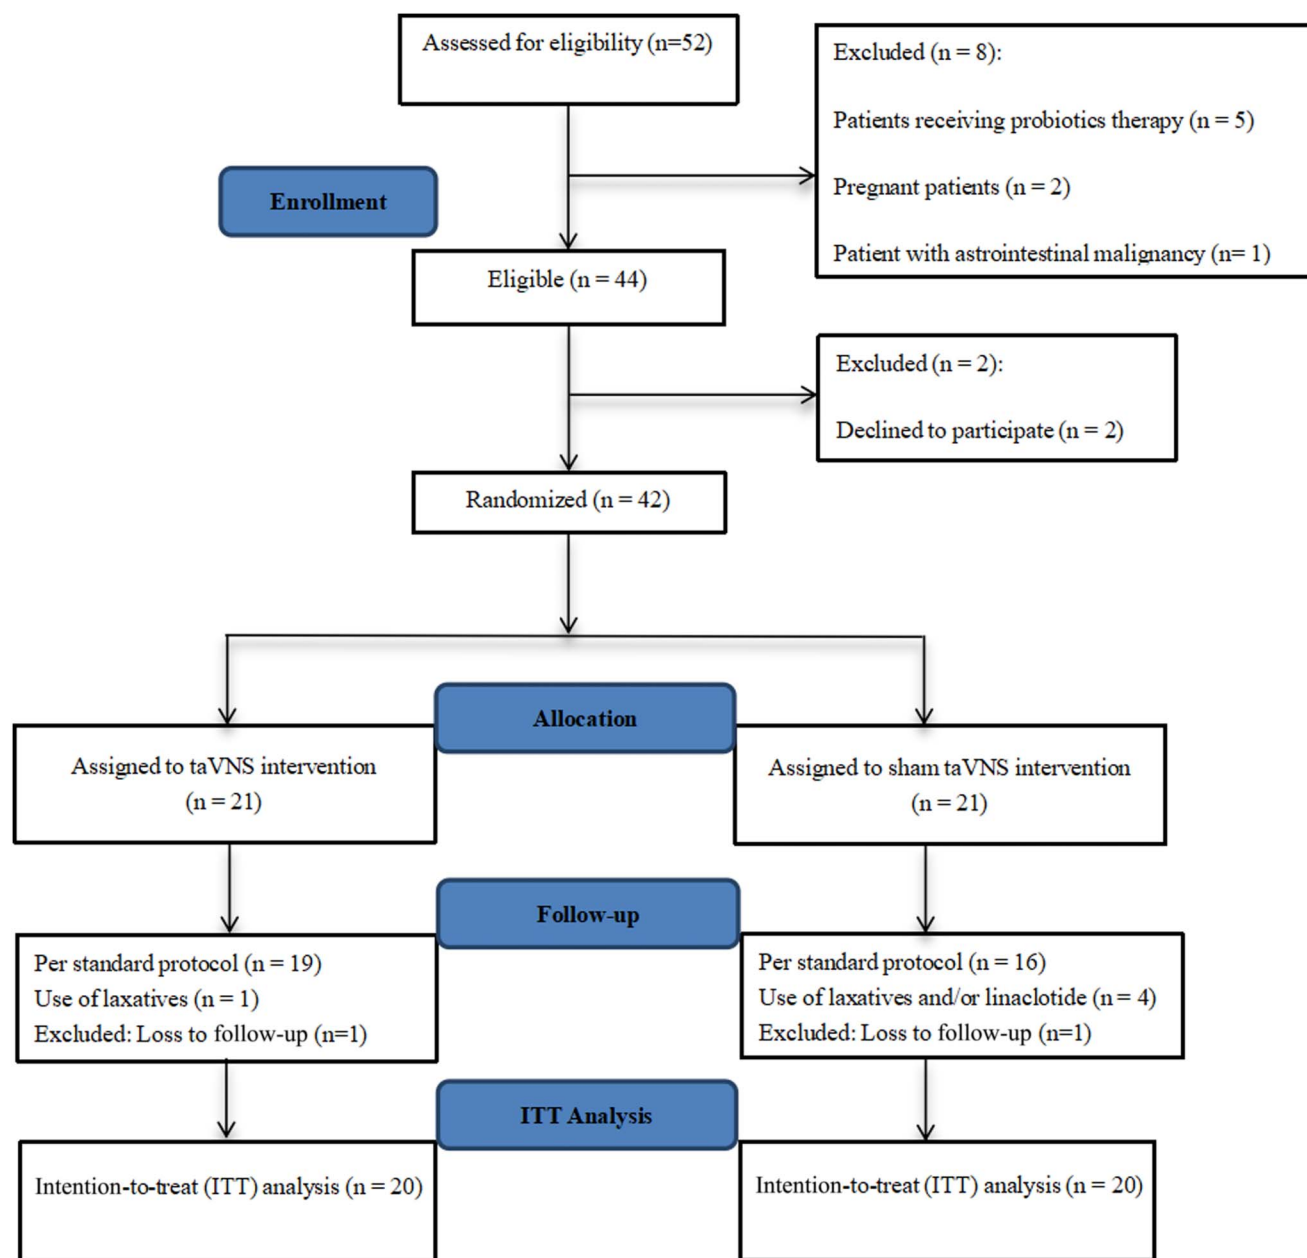 Assessed for eligibility (n=52)
Excluded (n = 8):
Patients receiving probiotics therapy (n = 5)
Pregnant patients (n = 2)
Patient with astrointestinal malignancy (n= 1)
Enrollment
Eligible (n = 44)
Excluded (n = 2):
Declined to participate (n = 2)
Randomized (n = 42)
Allocation
Assigned to taVNS intervention
(n = 21)
Assigned to sham taVNS intervention
(n = 21)
Follow-up
Per standard protocol (n = 19)
Use of laxatives (n = 1)
Excluded: Loss to follow-up (n=1)
Per standard protocol (n = 16)
Use of laxatives and/or linaclotide (n = 4)
Excluded: Loss to follow-up (n=1)
ITT Analysis
Intention-to-treat (ITT) analysis (n = 20)
Intention-to-treat (ITT) analysis (n = 20)